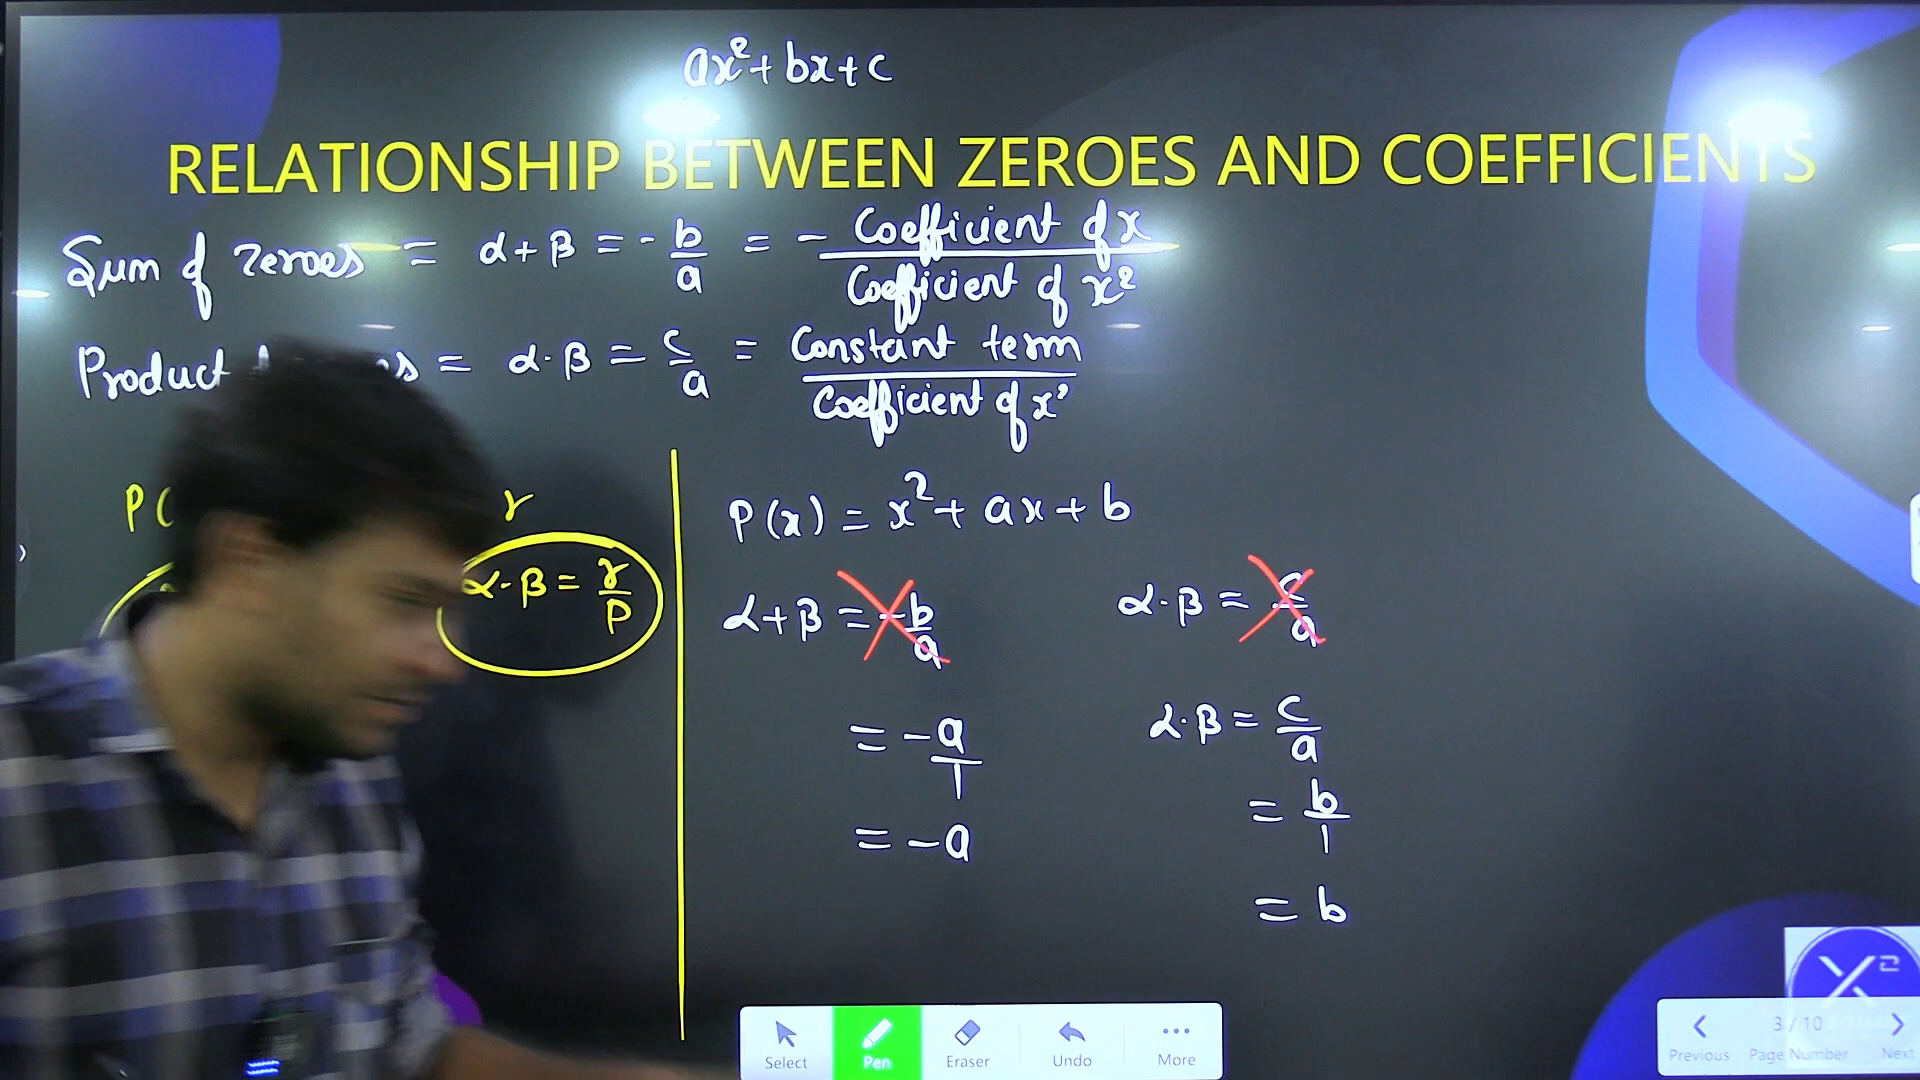 ax²+bx+c
RELATIONSHIP BETWEEN ZEROES AND COEFFICIENTS
Sum of zeroes = α+β = -b/a = - Coefficient of x / Coefficient of x²
Product = α·β = c/a = Constant term / Coefficient of x²
P( r
α·β = r/p
P(x) = x²+ax+b
α+β = -b/a
α·β = c/a
= -a/1
α·β = c/a
= b/1
= -a
= b
Select Pen Eraser Undo More
3 / 10
Previous Page Number Next
X²